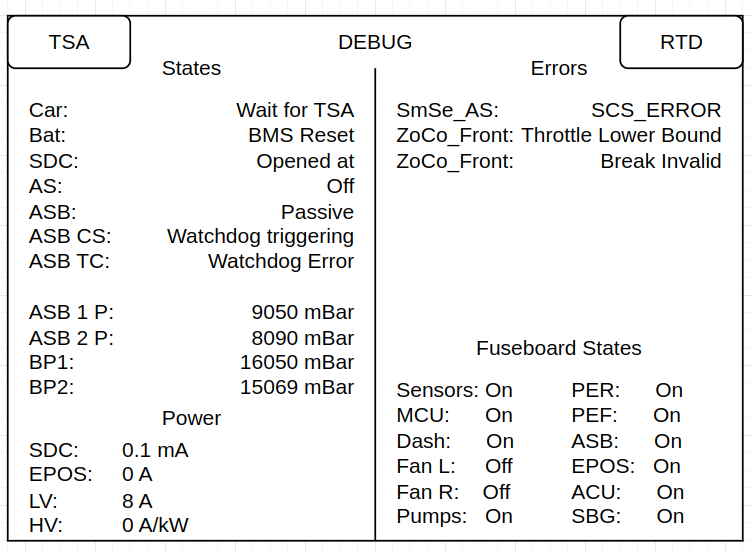 TSA
DEBUG
RTD
States
Car: Wait for TSA
Bat: BMS Reset
SDC: Opened at
AS: Off
ASB: Passive
ASB CS: Watchdog triggering
ASB TC: Watchdog Error
ASB 1 P: 9050 mBar
ASB 2 P: 8090 mBar
BP1: 16050 mBar
BP2: 15069 mBar
Power
SDC: 0.1 mA
EPOS: 0 A
LV: 8 A
HV: 0 A/kW
Errors
SmSe_AS: SCS_ERROR
ZoCo_Front: Throttle Lower Bound
ZoCo_Front: Break Invalid
Fuseboard States
Sensors: On PER: On
MCU: On PEF: On
Dash: On ASB: On
Fan L: Off EPOS: On
Fan R: Off ACU: On
Pumps: On SBG: On